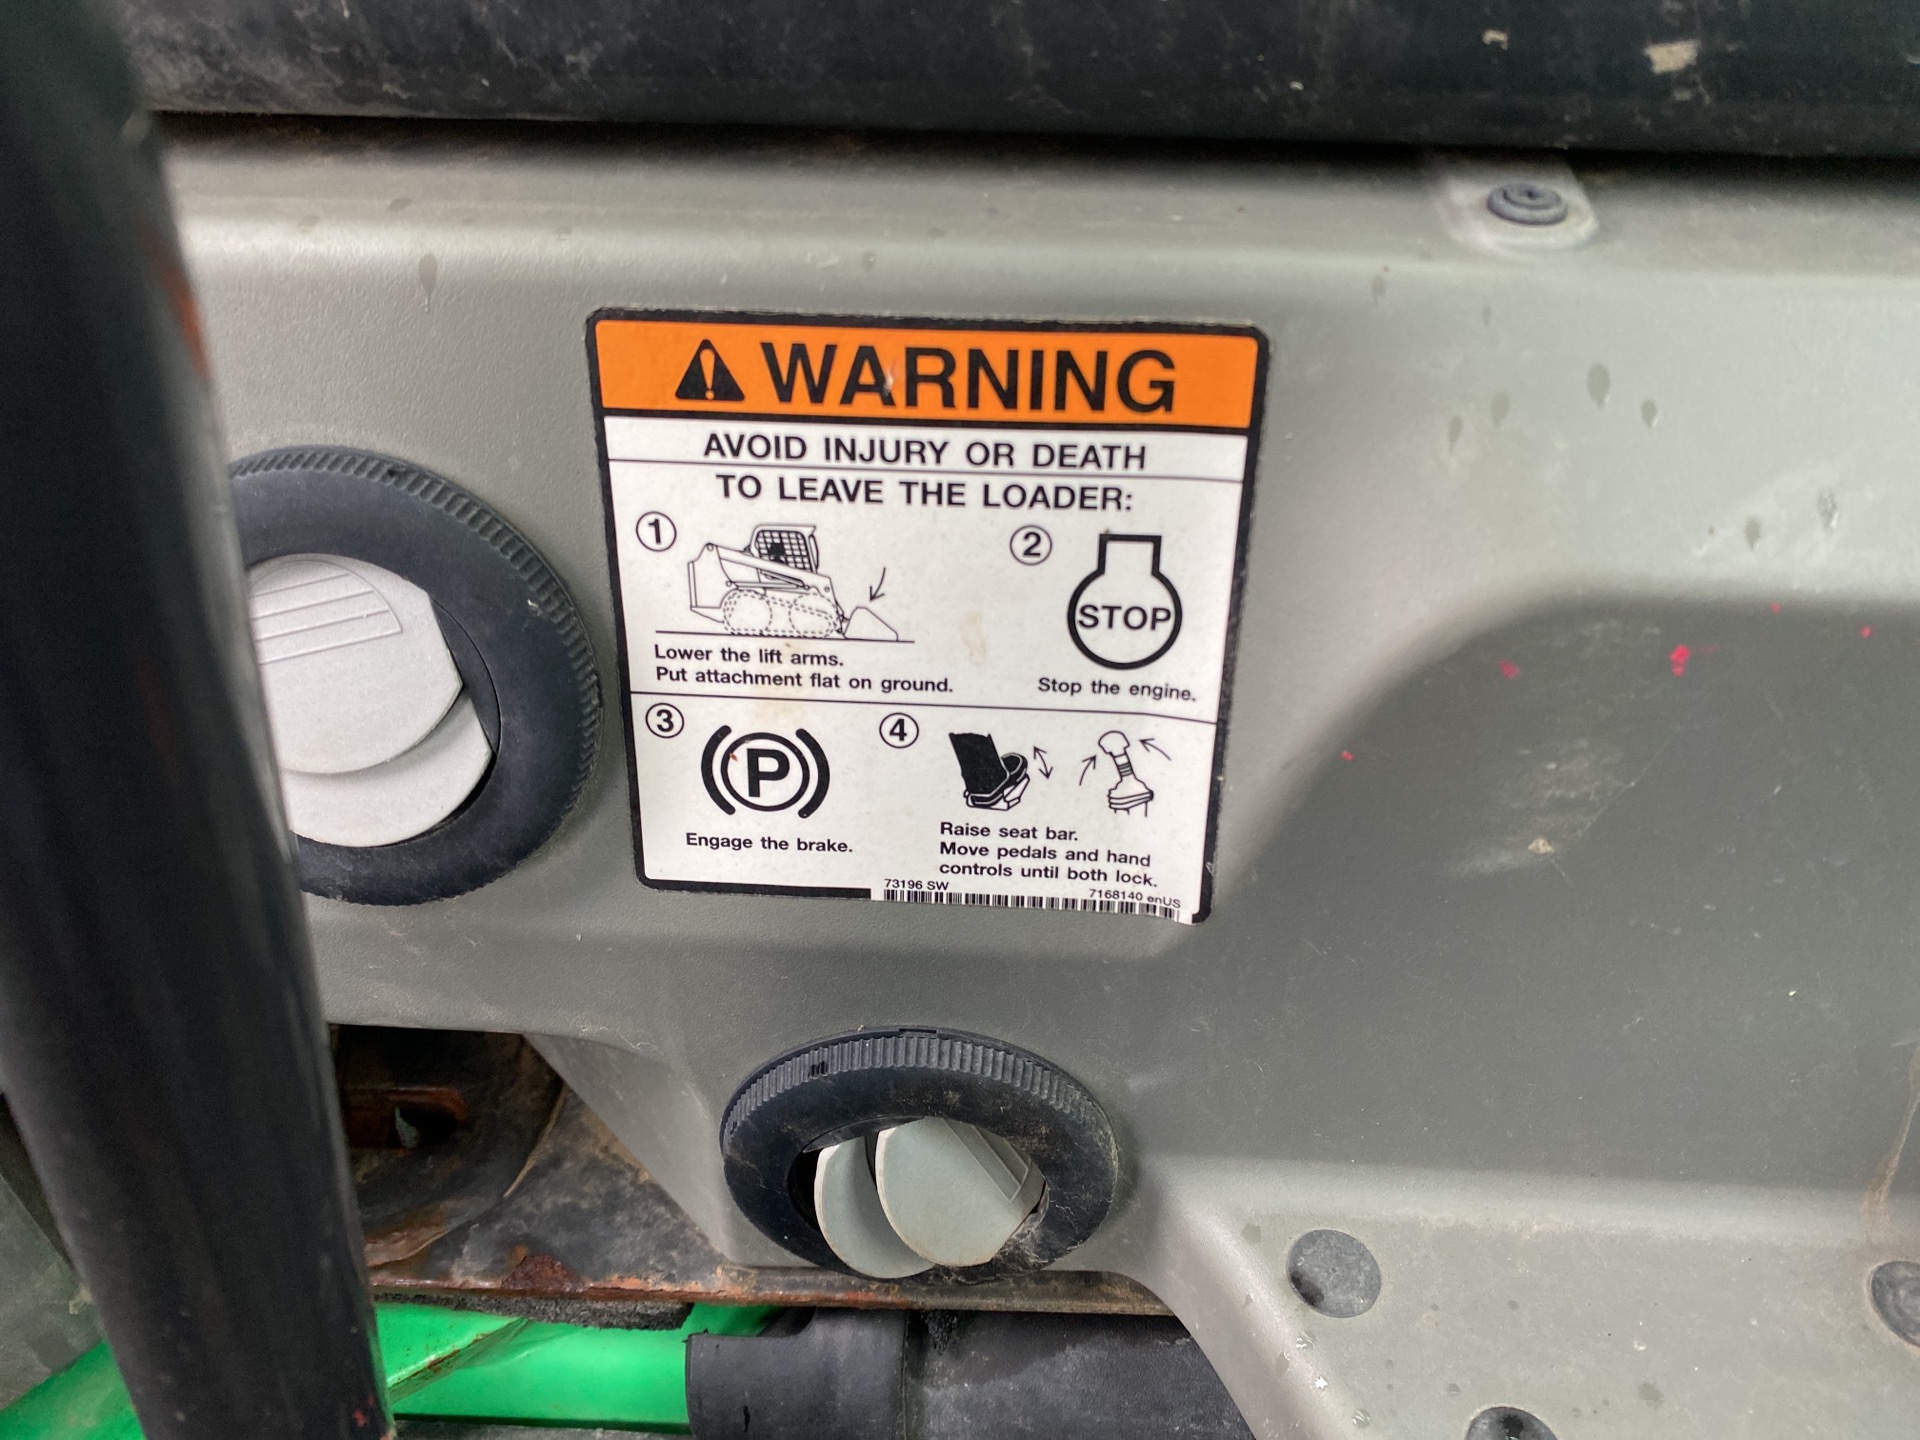 WARNING
AVOID INJURY OR DEATH
TO LEAVE THE LOADER:
1
Lower the lift arms.
Put attachment flat on ground.
2
STOP
Stop the engine.
3
P
Engage the brake.
4
Raise seat bar.
Move pedals and hand
controls until both lock.
73196 SW 7168140 enUS